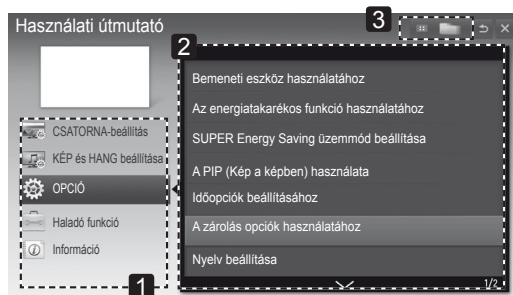 Használati útmutató
3
2
Bemeneti eszköz használatához
Az energiatakarékos funkció használatához
SUPER Energy Saving üzemmód beállítása
A PIP (Kép a képben) használata
Időopciók beállításához
A zárolás opciók használatához
Nyelv beállítása
1/2
CSATORNA-beállítás
KÉP és HANG beállítása
OPCIÓ
Haladó funkció
Információ
1